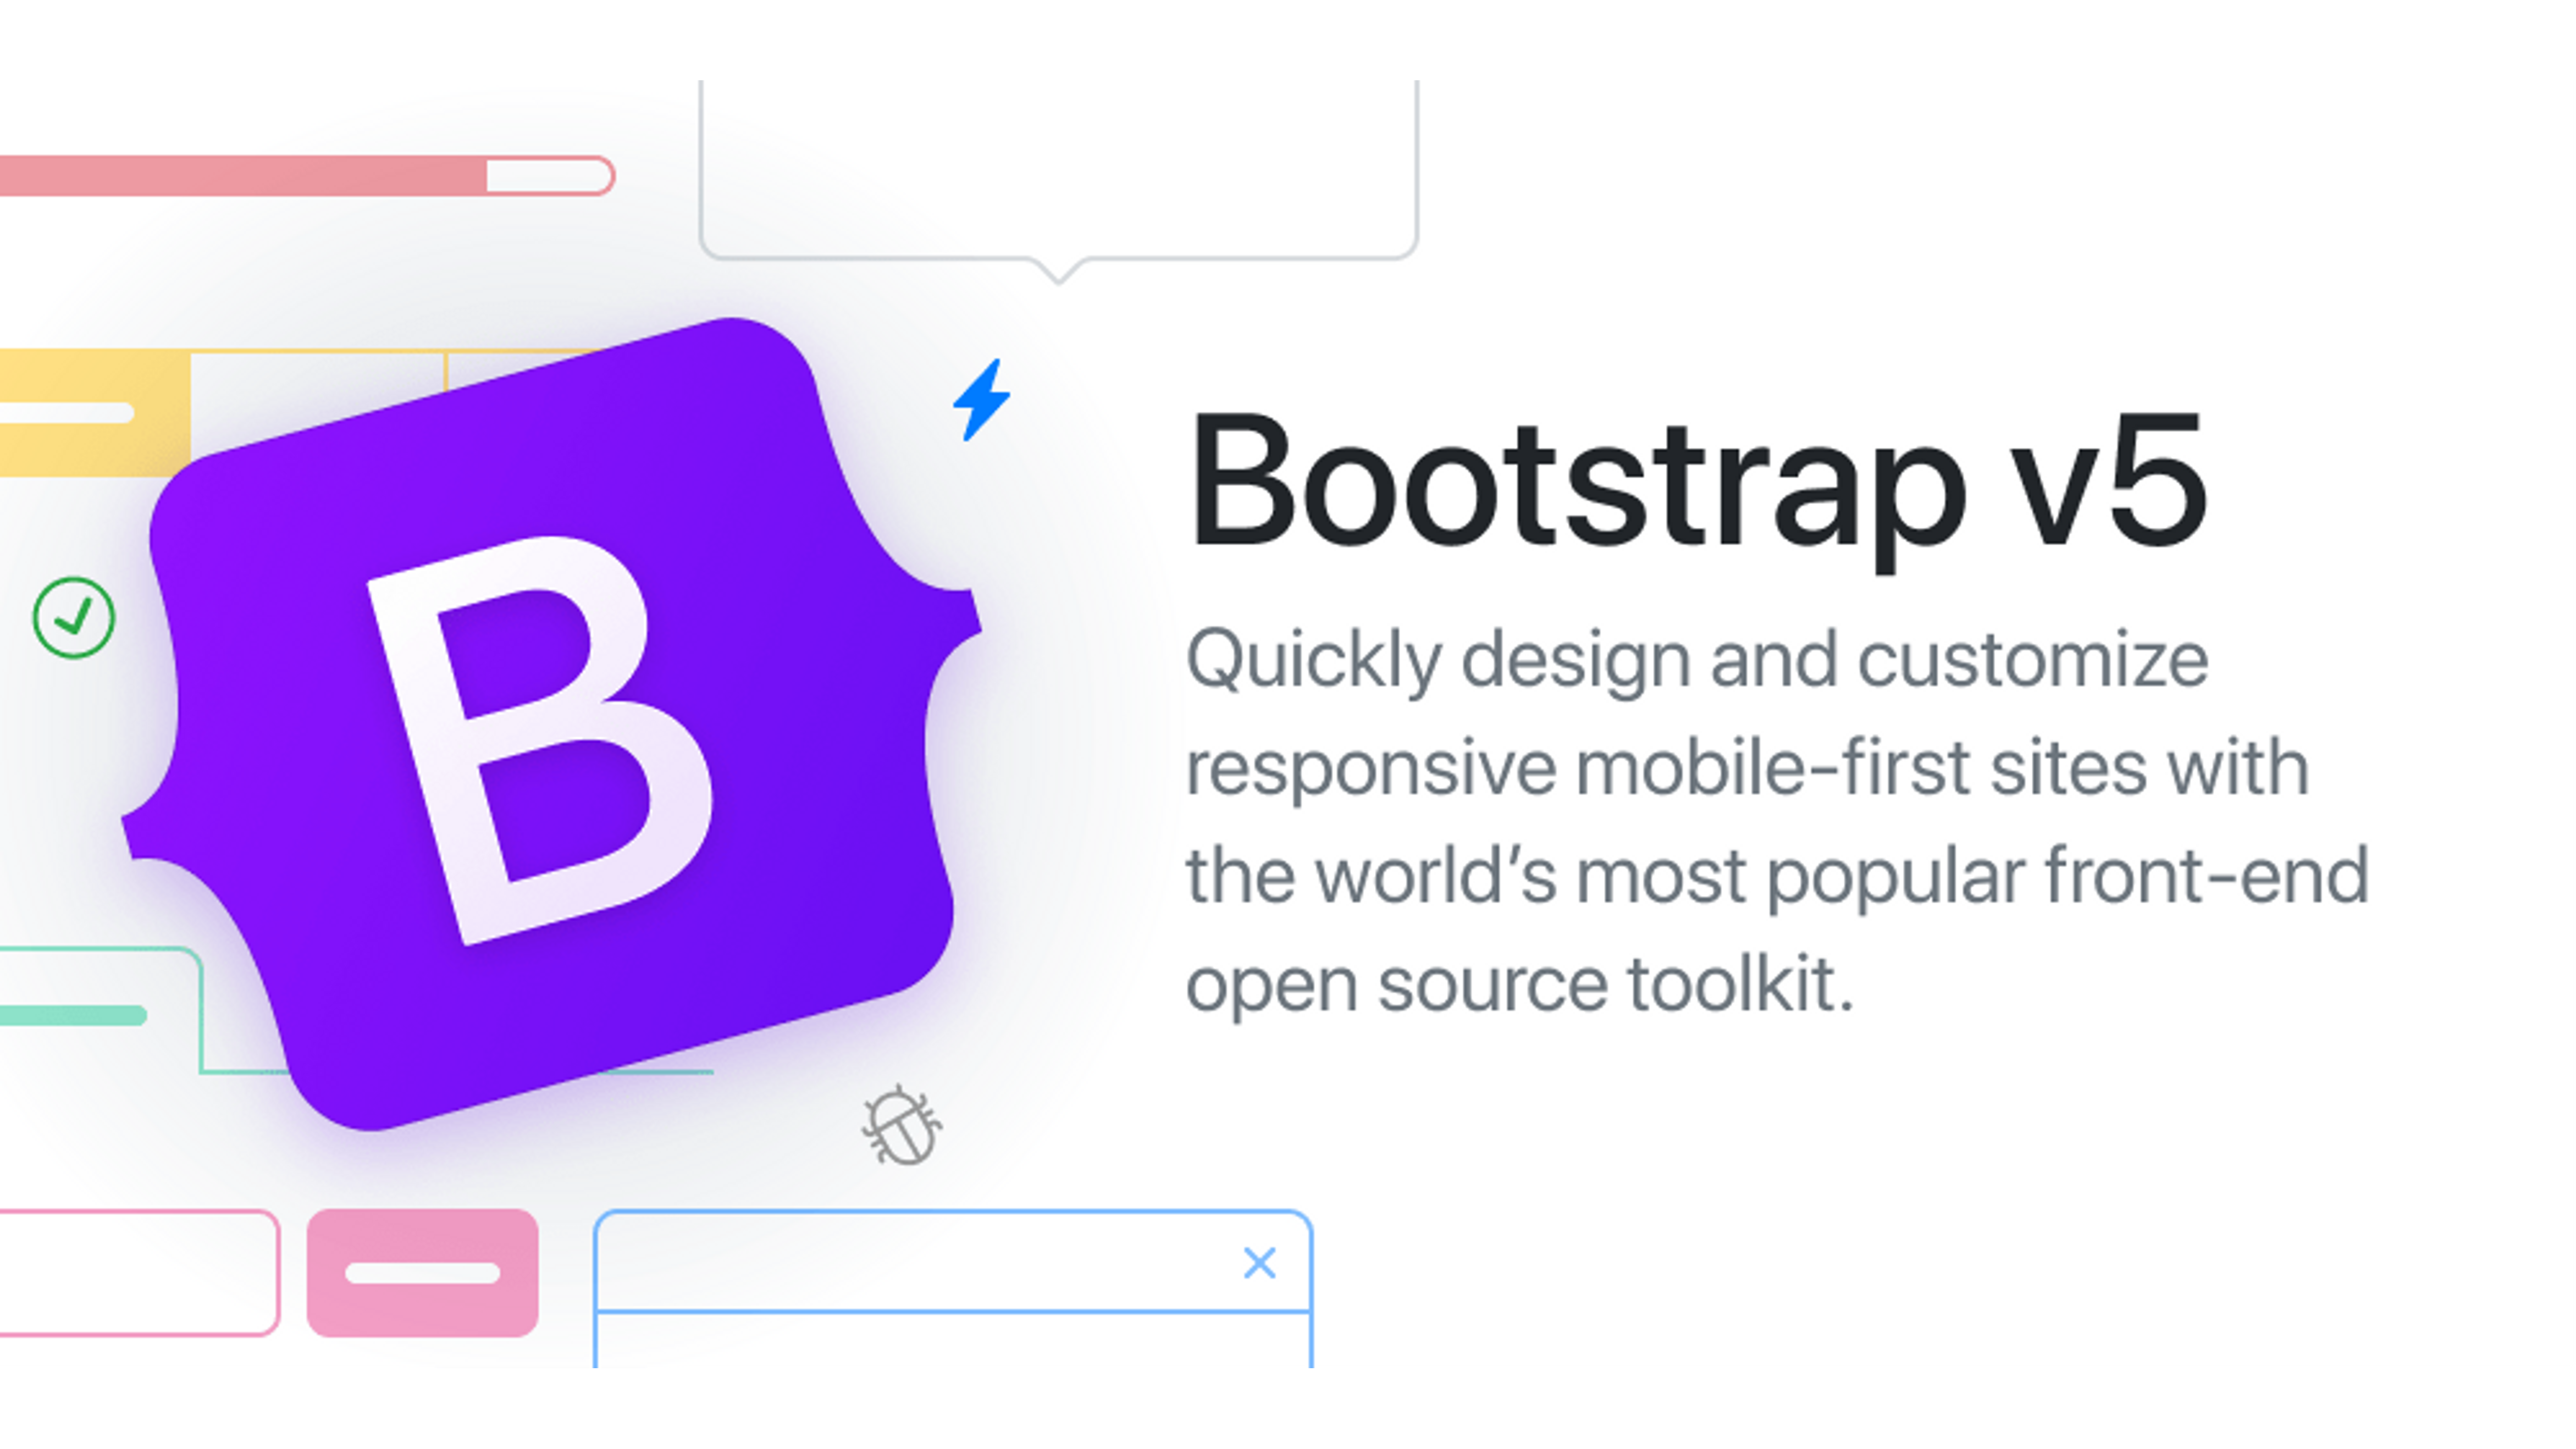 B
Bootstrap v5
Quickly design and customize
responsive mobile-first sites with
the world’s most popular front-end
open source toolkit.